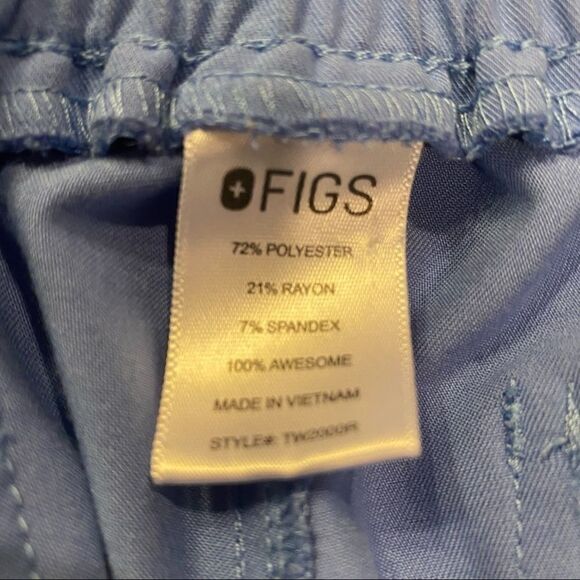 FIGS
72% POLYESTER
21% RAYON
7% SPANDEX
100% AWESOME
MADE IN VIETNAM
STYLE#: